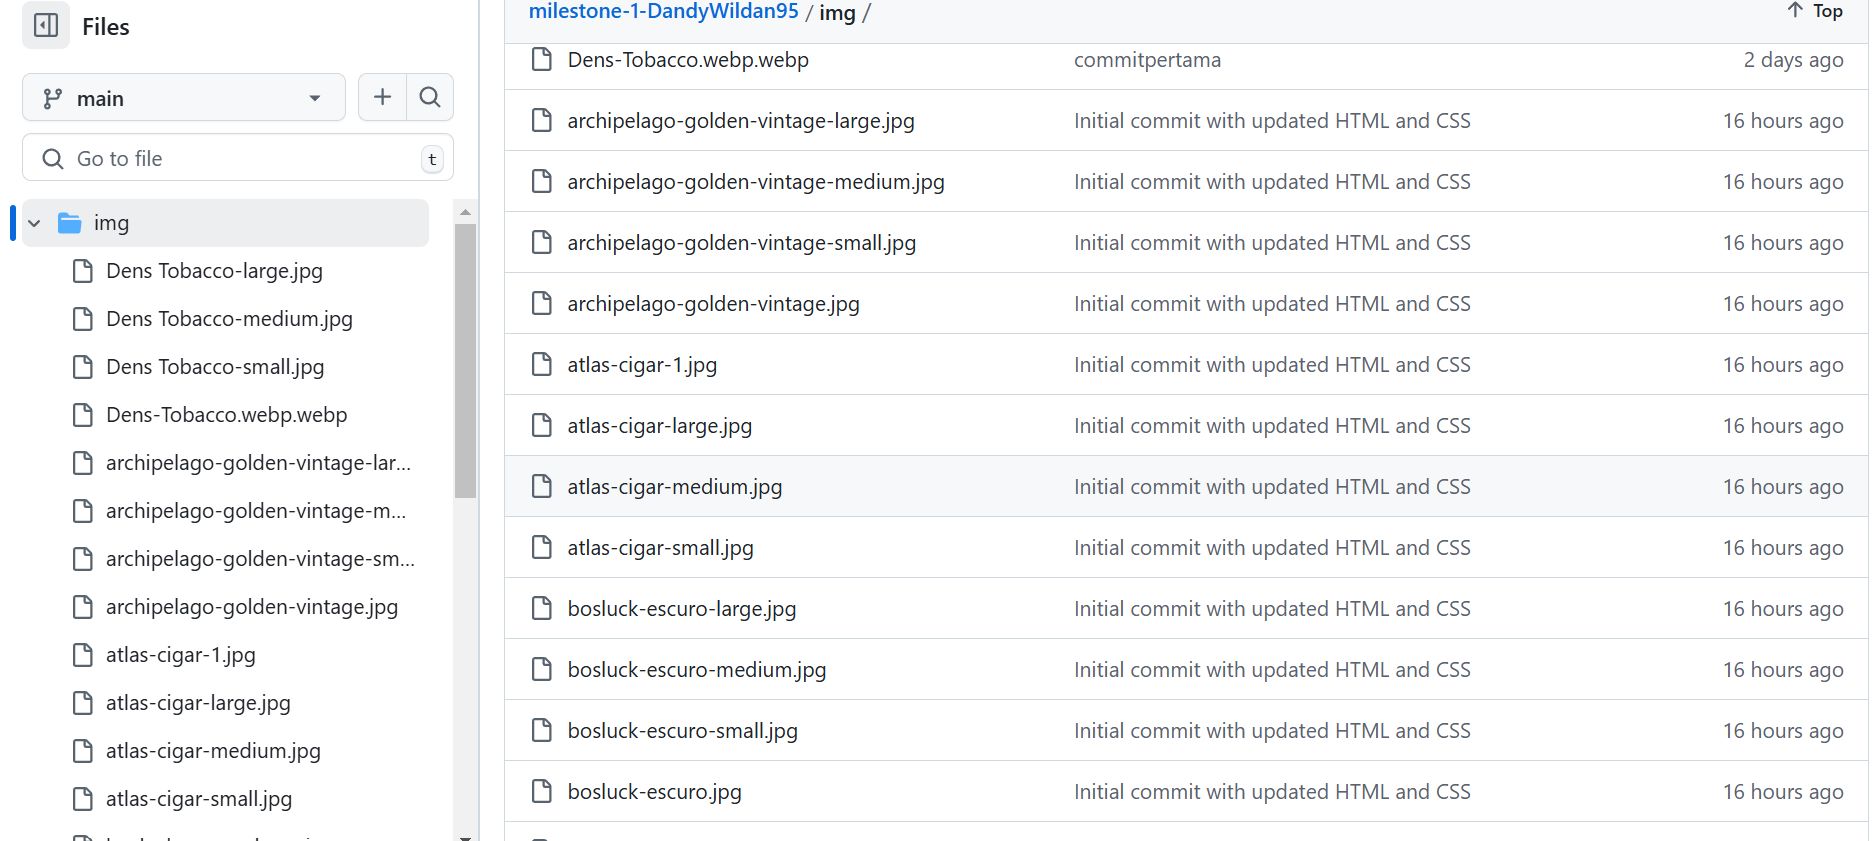 Files
main
Go to file
t
img
Dens Tobacco-large.jpg
Dens Tobacco-medium.jpg
Dens Tobacco-small.jpg
Dens-Tobacco.webp.webp
archipelago-golden-vintage-lar...
archipelago-golden-vintage-m...
archipelago-golden-vintage-sm...
archipelago-golden-vintage.jpg
atlas-cigar-1.jpg
atlas-cigar-large.jpg
atlas-cigar-medium.jpg
atlas-cigar-small.jpg
milestone-1-DandyWildan95 / img /
Top
Dens-Tobacco.webp.webp commitpertama 2 days ago
archipelago-golden-vintage-large.jpg Initial commit with updated HTML and CSS 16 hours ago
archipelago-golden-vintage-medium.jpg Initial commit with updated HTML and CSS 16 hours ago
archipelago-golden-vintage-small.jpg Initial commit with updated HTML and CSS 16 hours ago
archipelago-golden-vintage.jpg Initial commit with updated HTML and CSS 16 hours ago
atlas-cigar-1.jpg Initial commit with updated HTML and CSS 16 hours ago
atlas-cigar-large.jpg Initial commit with updated HTML and CSS 16 hours ago
atlas-cigar-medium.jpg Initial commit with updated HTML and CSS 16 hours ago
atlas-cigar-small.jpg Initial commit with updated HTML and CSS 16 hours ago
bosluck-escuro-large.jpg Initial commit with updated HTML and CSS 16 hours ago
bosluck-escuro-medium.jpg Initial commit with updated HTML and CSS 16 hours ago
bosluck-escuro-small.jpg Initial commit with updated HTML and CSS 16 hours ago
bosluck-escuro.jpg Initial commit with updated HTML and CSS 16 hours ago